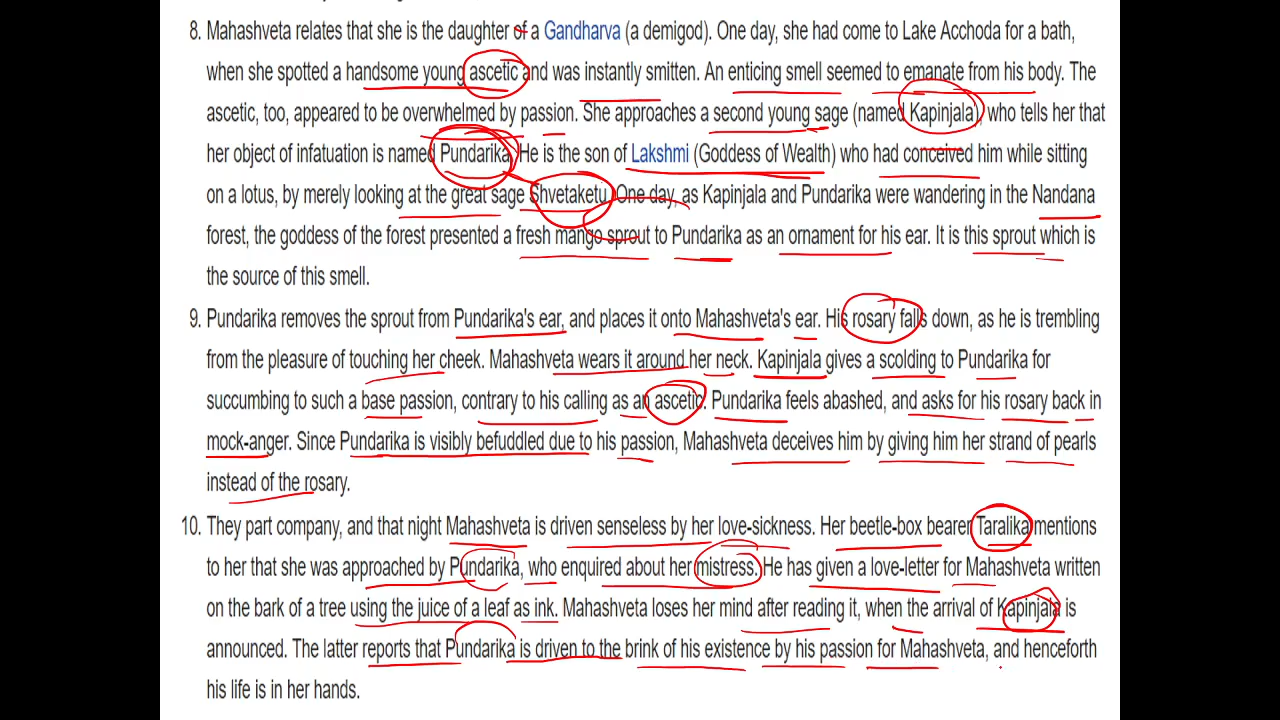 8. Mahashveta relates that she is the daughter of a Gandharva (a demigod). One day, she had come to Lake Acchoda for a bath,
when she spotted a handsome young ascetic and was instantly smitten. An enticing smell seemed to emanate from his body. The
ascetic, too, appeared to be overwhelmed by passion. She approaches a second young sage (named Kapinjala), who tells her that
her object of infatuation is named Pundarika. He is the son of Lakshmi (Goddess of Wealth) who had conceived him while sitting
on a lotus, by merely looking at the great sage Shvetaketu. One day, as Kapinjala and Pundarika were wandering in the Nandana
forest, the goddess of the forest presented a fresh mango sprout to Pundarika as an ornament for his ear. It is this sprout which is
the source of this smell.
9. Pundarika removes the sprout from Pundarika's ear, and places it onto Mahashveta's ear. His rosary falls down, as he is trembling
from the pleasure of touching her cheek. Mahashveta wears it around her neck. Kapinjala gives a scolding to Pundarika for
succumbing to such a base passion, contrary to his calling as an ascetic. Pundarika feels abashed, and asks for his rosary back in
mock-anger. Since Pundarika is visibly befuddled due to his passion, Mahashveta deceives him by giving him her strand of pearls
instead of the rosary.
10. They part company, and that night Mahashveta is driven senseless by her love-sickness. Her beetle-box bearer Taralika mentions
to her that she was approached by Pundarika, who enquired about her mistress. He has given a love-letter for Mahashveta written
on the bark of a tree using the juice of a leaf as ink. Mahashveta loses her mind after reading it, when the arrival of Kapinjala is
announced. The latter reports that Pundarika is driven to the brink of his existence by his passion for Mahashveta, and henceforth
his life is in her hands.